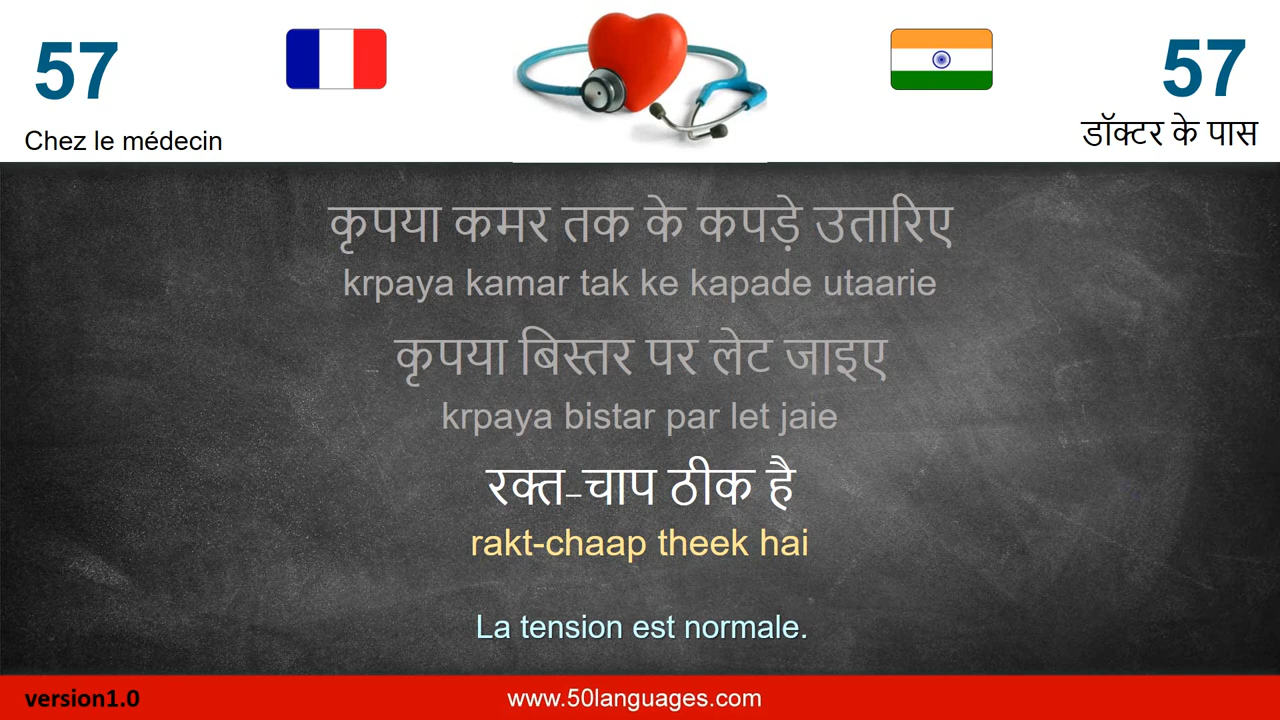 57
57
Chez le médecin
डॉक्टर के पास
कृपया कमर तक के कपड़े उतारिए
krpaya kamar tak ke kapade utaarie
कृपया बिस्तर पर लेट जाइए
krpaya bistar par let jaie
रक्त-चाप ठीक है
rakt-chaap theek hai
La tension est normale.
version1.0
www.50languages.com